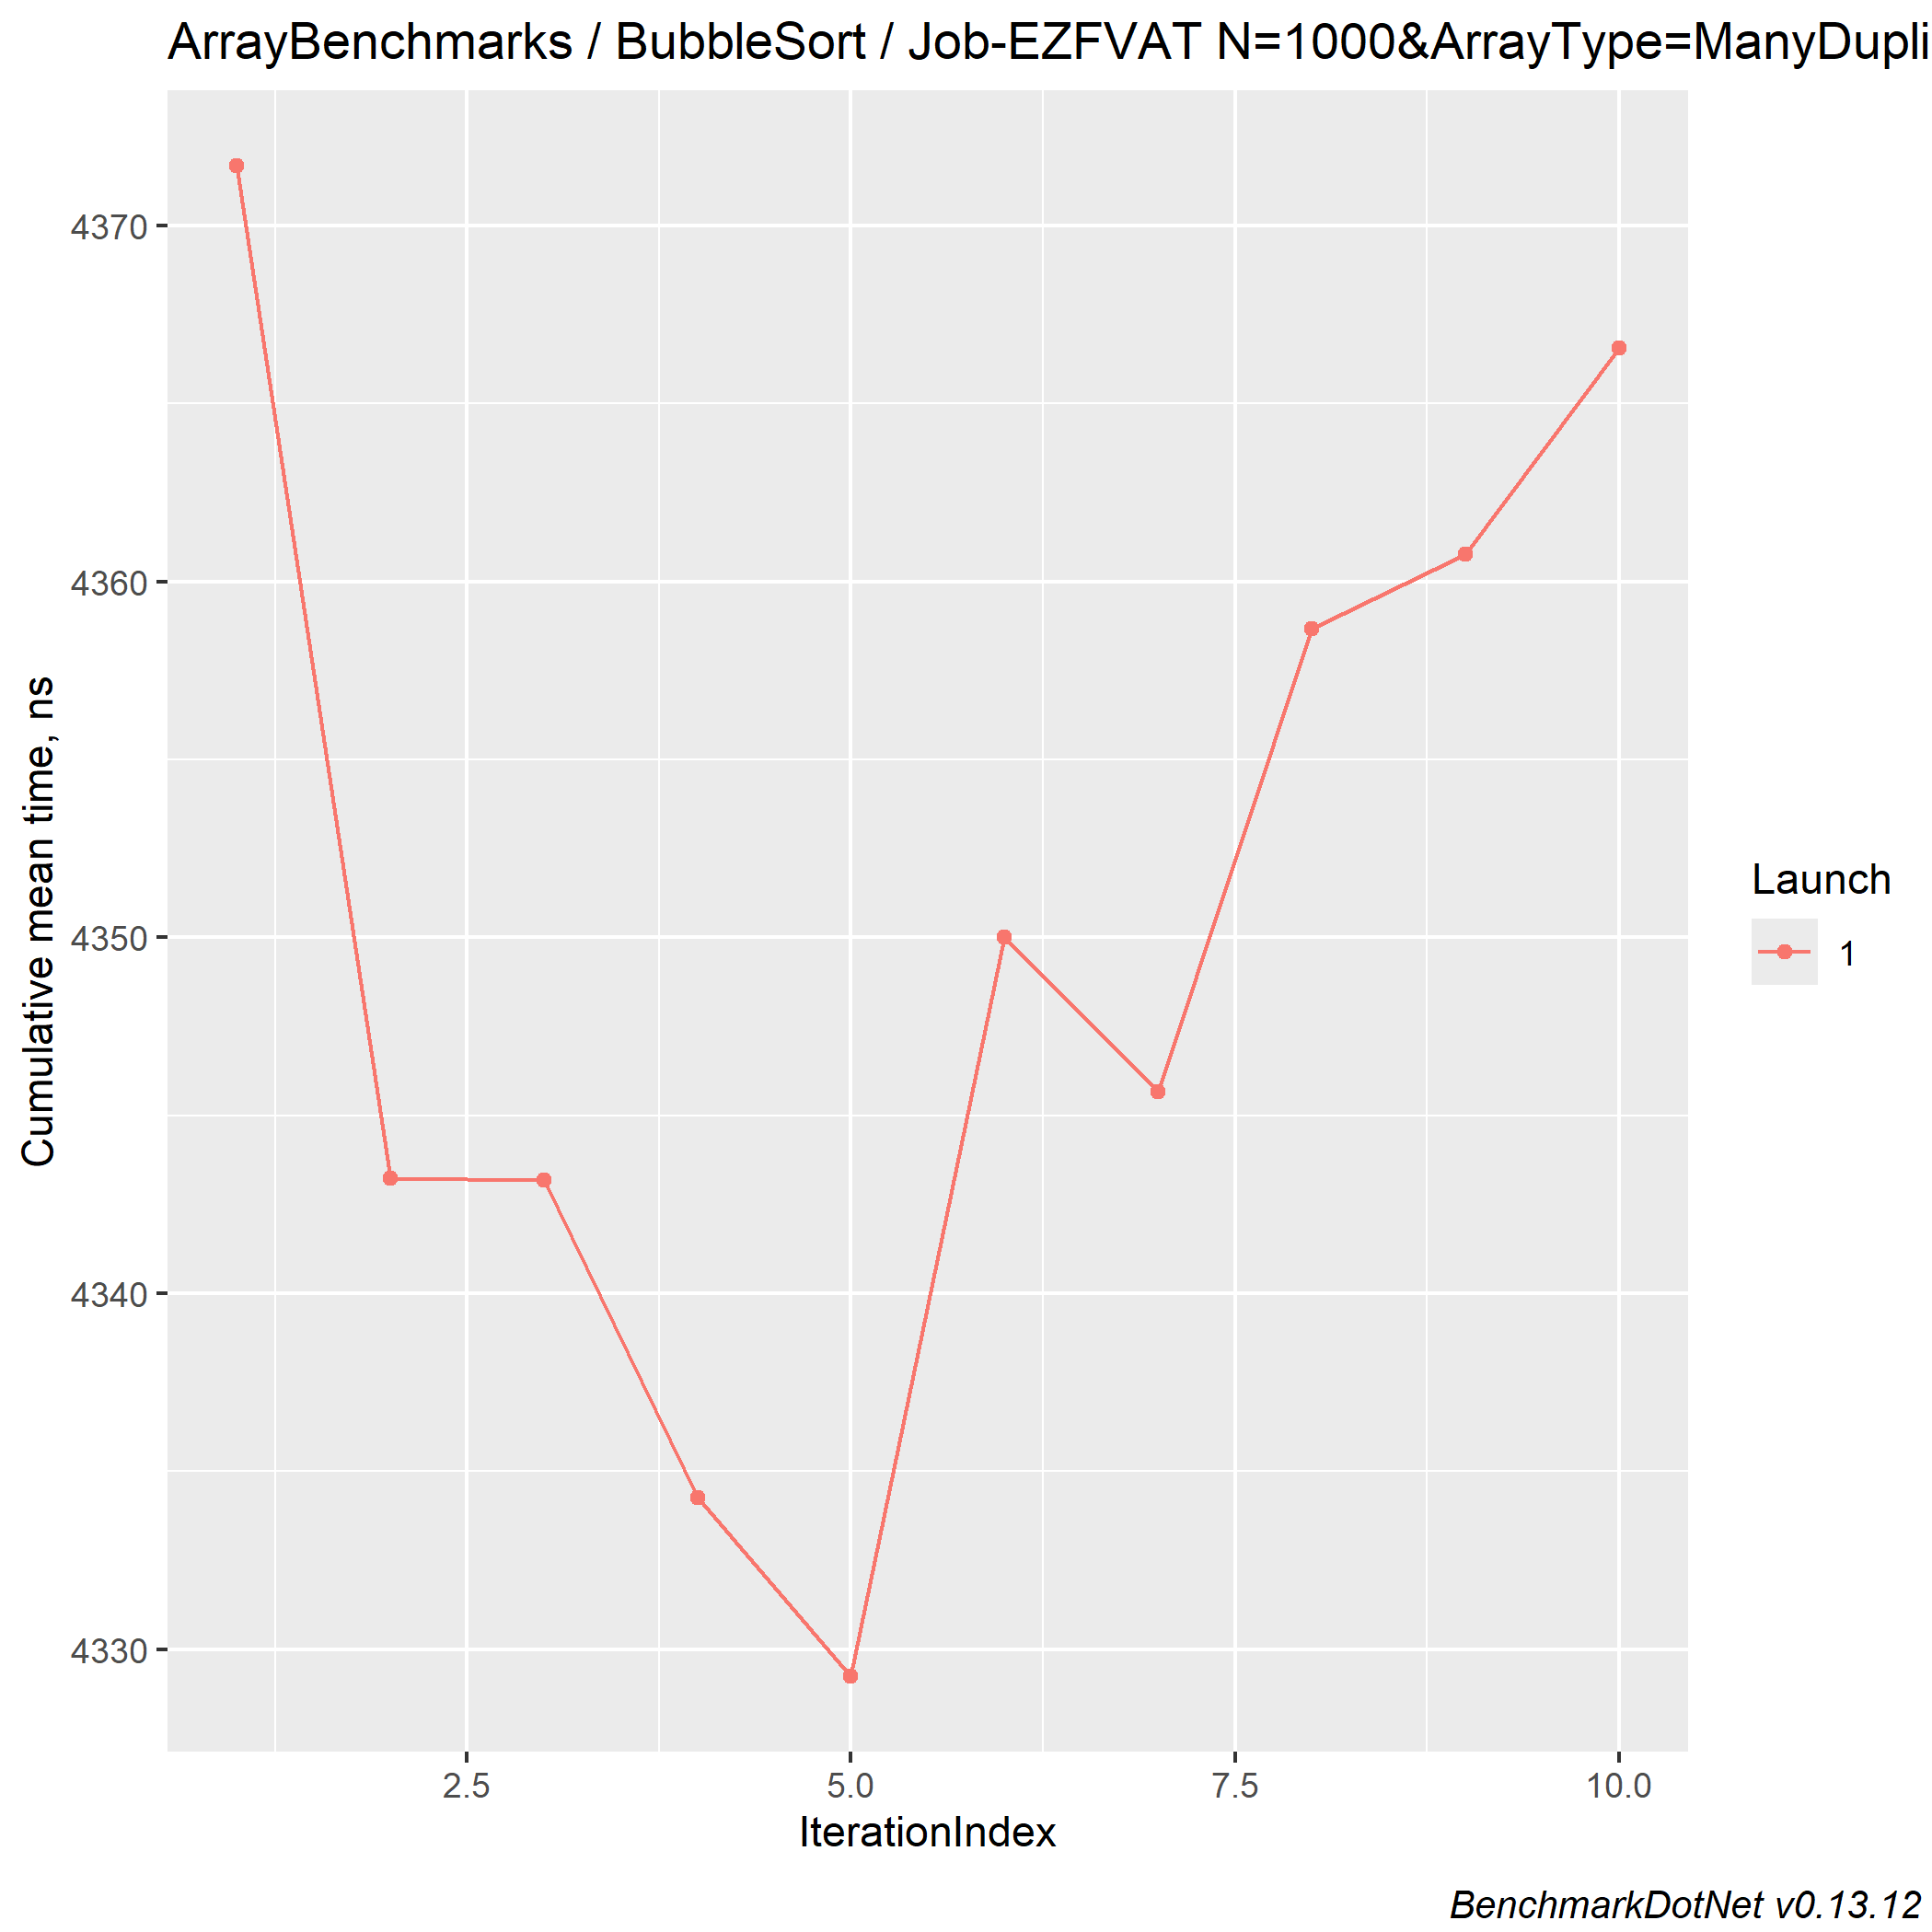 ArrayBenchmarks / BubbleSort / Job-EZFVAT N=1000&ArrayType=ManyDupli
4370
4360
4350
4340
4330
Cumulative mean time, ns
2.5 5.0 7.5 10.0
IterationIndex
Launch
1
BenchmarkDotNet v0.13.12